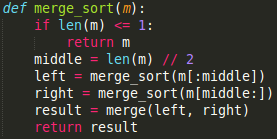 def merge_sort(m):
    if len(m) <= 1:
        return m
    middle = len(m) // 2
    left = merge_sort(m[:middle])
    right = merge_sort(m[middle:])
    result = merge(left, right)
    return result